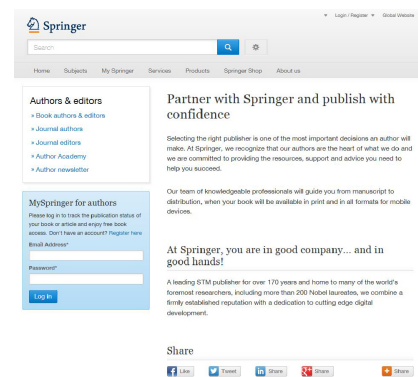 Login / Register
Global Website
Springer
Search
Home Subjects My Springer Services Products Springer Shop About us
Authors & editors
» Book authors & editors
» Journal authors
» Journal editors
» Author Academy
» Author newsletter
MySpringer for authors
Please log in to track the publication status of
your book or article and enjoy free book
access. Don't have an account? Register here
Email Address*
Password*
Log in
Partner with Springer and publish with
confidence
Selecting the right publisher is one of the most important decisions an author will
make. At Springer, we recognize that our authors are the heart of what we do and
we are committed to providing the resources, support and advice you need to
help you succeed.
Our team of knowledgeable professionals will guide you from manuscript to
distribution, when your book will be available in print and in all formats for mobile
devices.
At Springer, you are in good company... and in
good hands!
A leading STM publisher for over 170 years and home to many of the world's
foremost researchers, including more than 200 Nobel laureates, we combine a
firmly established reputation with a dedication to cutting edge digital
development.
Share
Like Tweet Share Share Share